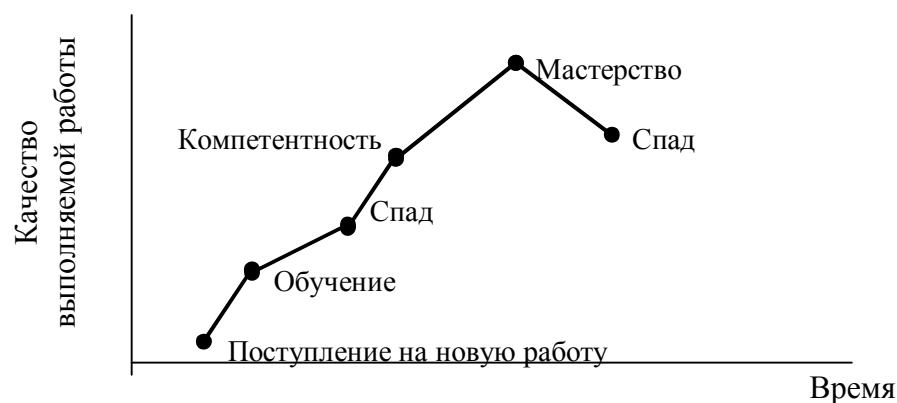 Качество
выполняемой работы
Мастерство
Компетентность
Спад
Спад
Обучение
Поступление на новую работу
Время